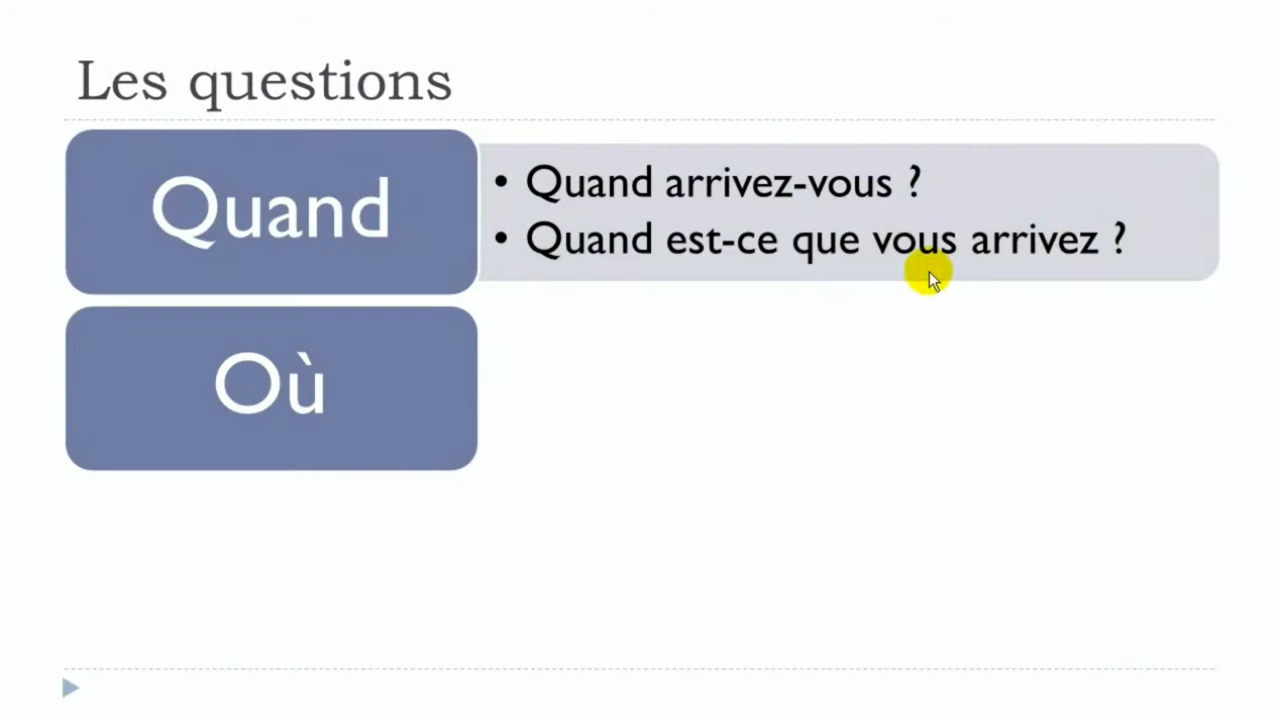 Les questions
Quand
• Quand arrivez-vous ?
• Quand est-ce que vous arrivez ?
Où